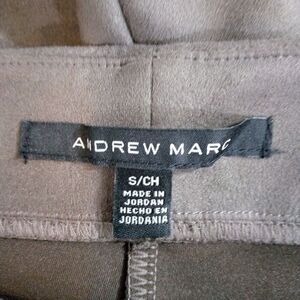 ANDREW MARC
S/CH
MADE IN
JORDAN
HECHO EN
JORDANIA